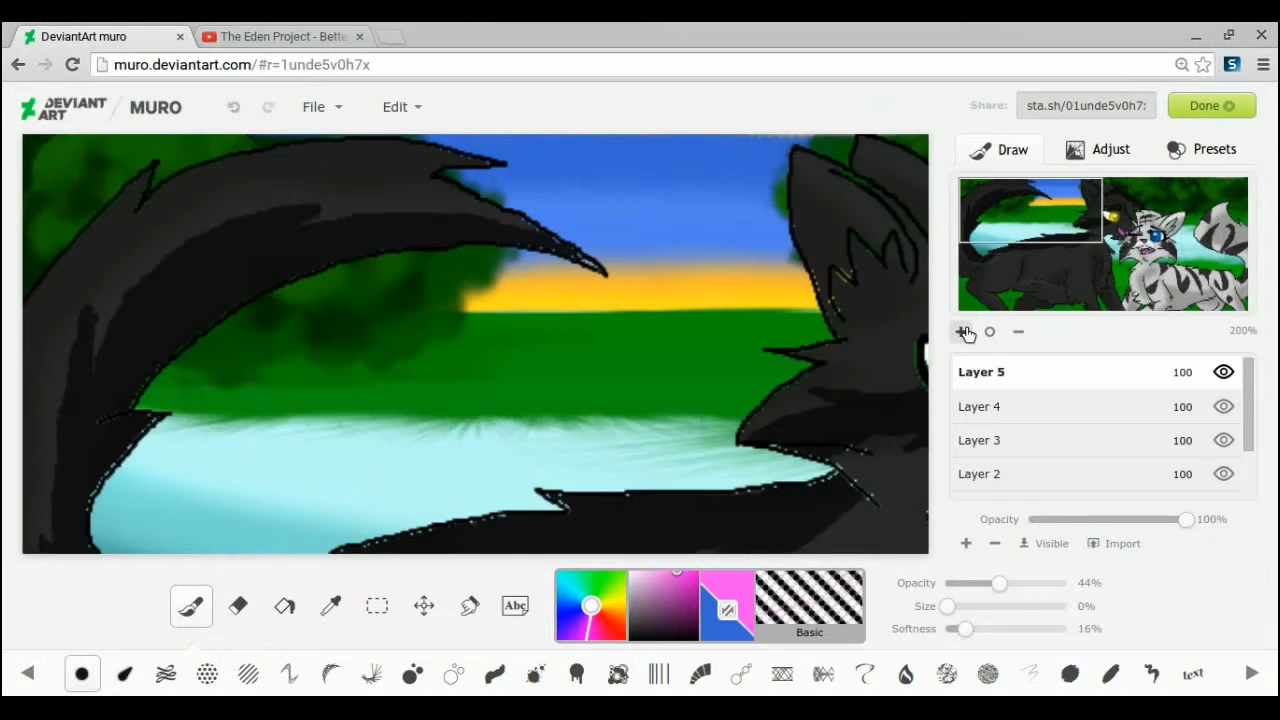 DeviantArt muro
The Eden Project - Bette
muro.deviantart.com/#r=1unde5v0h7x
DEVIANT ART
MURO
File
Edit
Share:
sta.sh/01unde5v0h7:
Done
Draw
Adjust
Presets
200%
Layer 5 100
Layer 4 100
Layer 3 100
Layer 2 100
Opacity 100%
Visible
Import
Abc
Basic
Opacity 44%
Size 0%
Softness 16%
text